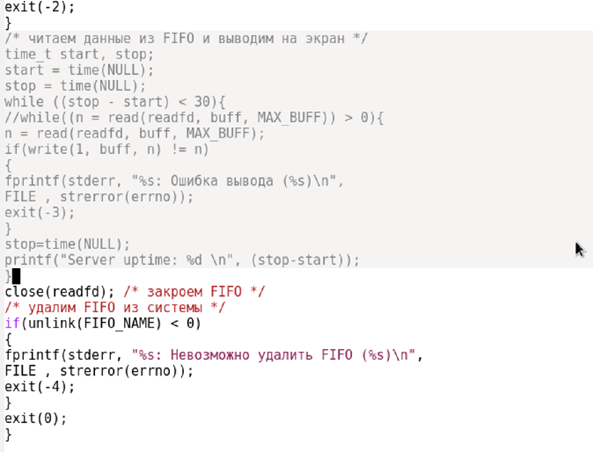 exit(-2);
}
/* читаем данные из FIFO и выводим на экран */
time_t start, stop;
start = time(NULL);
stop = time(NULL);
while ((stop - start) < 30){
//while((n = read(readfd, buff, MAX_BUFF)) > 0){
n = read(readfd, buff, MAX_BUFF);
if(write(1, buff, n) != n)
{
fprintf(stderr, "%s: Ошибка вывода (%s)\n",
FILE , strerror(errno));
exit(-3);
}
stop=time(NULL);
printf("Server uptime: %d \n", (stop-start));
}
close(readfd); /* закроем FIFO */
/* удалим FIFO из системы */
if(unlink(FIFO_NAME) < 0)
{
fprintf(stderr, "%s: Невозможно удалить FIFO (%s)\n",
FILE , strerror(errno));
exit(-4);
}
exit(0);
}